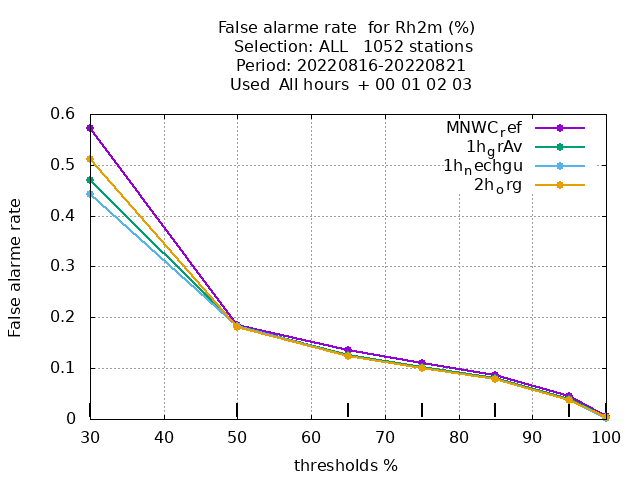 False alarme rate  for Rh2m (%)
Selection: ALL   1052 stations
Period: 20220816-20220821
Used  All hours  + 00 01 02 03
0.6
0.5
0.4
0.3
0.2
0.1
0
False alarme rate
MNWC_ref
1h_grAv
1h_nechgu
2h_org
30 40 50 60 70 80 90 100
thresholds %